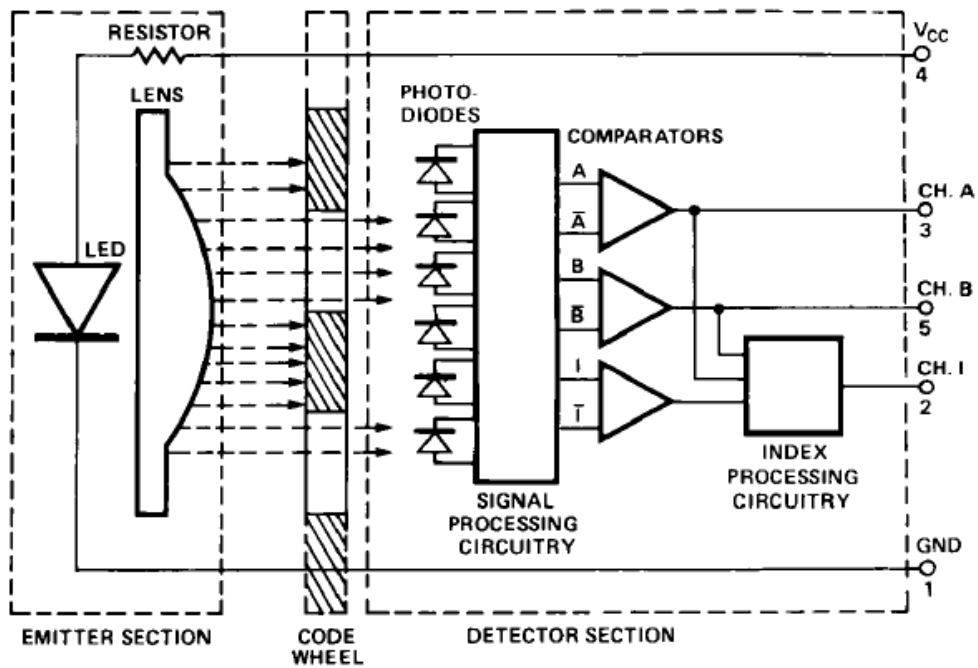 RESISTOR
VCC
4
LENS
PHOTO-
DIODES
COMPARATORS
A
CH. A
3
A̅
LED
B
CH. B
5
B̅
I
CH. I
2
I̅
INDEX
PROCESSING
CIRCUITRY
SIGNAL
PROCESSING
CIRCUITRY
GND
1
EMITTER SECTION
CODE
WHEEL
DETECTOR SECTION